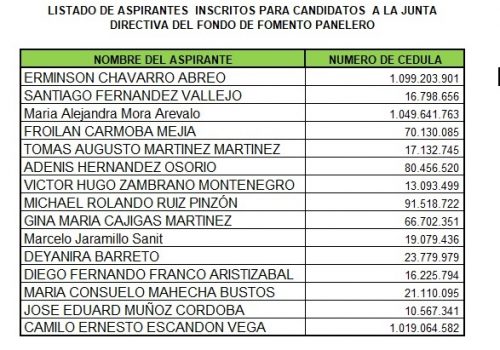 LISTADO DE ASPIRANTES INSCRITOS PARA CANDIDATOS A LA JUNTA
DIRECTIVA DEL FONDO DE FOMENTO PANELERO
NOMBRE DEL ASPIRANTE NUMERO DE CEDULA
ERMINSON CHAVARRO ABREO 1.099.203.901
SANTIAGO FERNANDEZ VALLEJO 16.798.656
Maria Alejandra Mora Arevalo 1.049.641.763
FROILAN CARMOBA MEJIA 70.130.085
TOMAS AUGUSTO MARTINEZ MARTINEZ 17.132.745
ADENIS HERNANDEZ OSORIO 80.456.520
VICTOR HUGO ZAMBRANO MONTENEGRO 13.093.499
MICHAEL ROLANDO RUIZ PINZÓN 91.518.722
GINA MARIA CAJIGAS MARTINEZ 66.702.351
Marcelo Jaramillo Sanit 19.079.436
DEYANIRA BARRETO 23.779.979
DIEGO FERNANDO FRANCO ARISTIZABAL 16.225.794
MARIA CONSUELO MAHECHA BUSTOS 21.110.095
JOSE EDUARD MUÑOZ CORDOBA 10.567.341
CAMILO ERNESTO ESCANDON VEGA 1.019.064.582